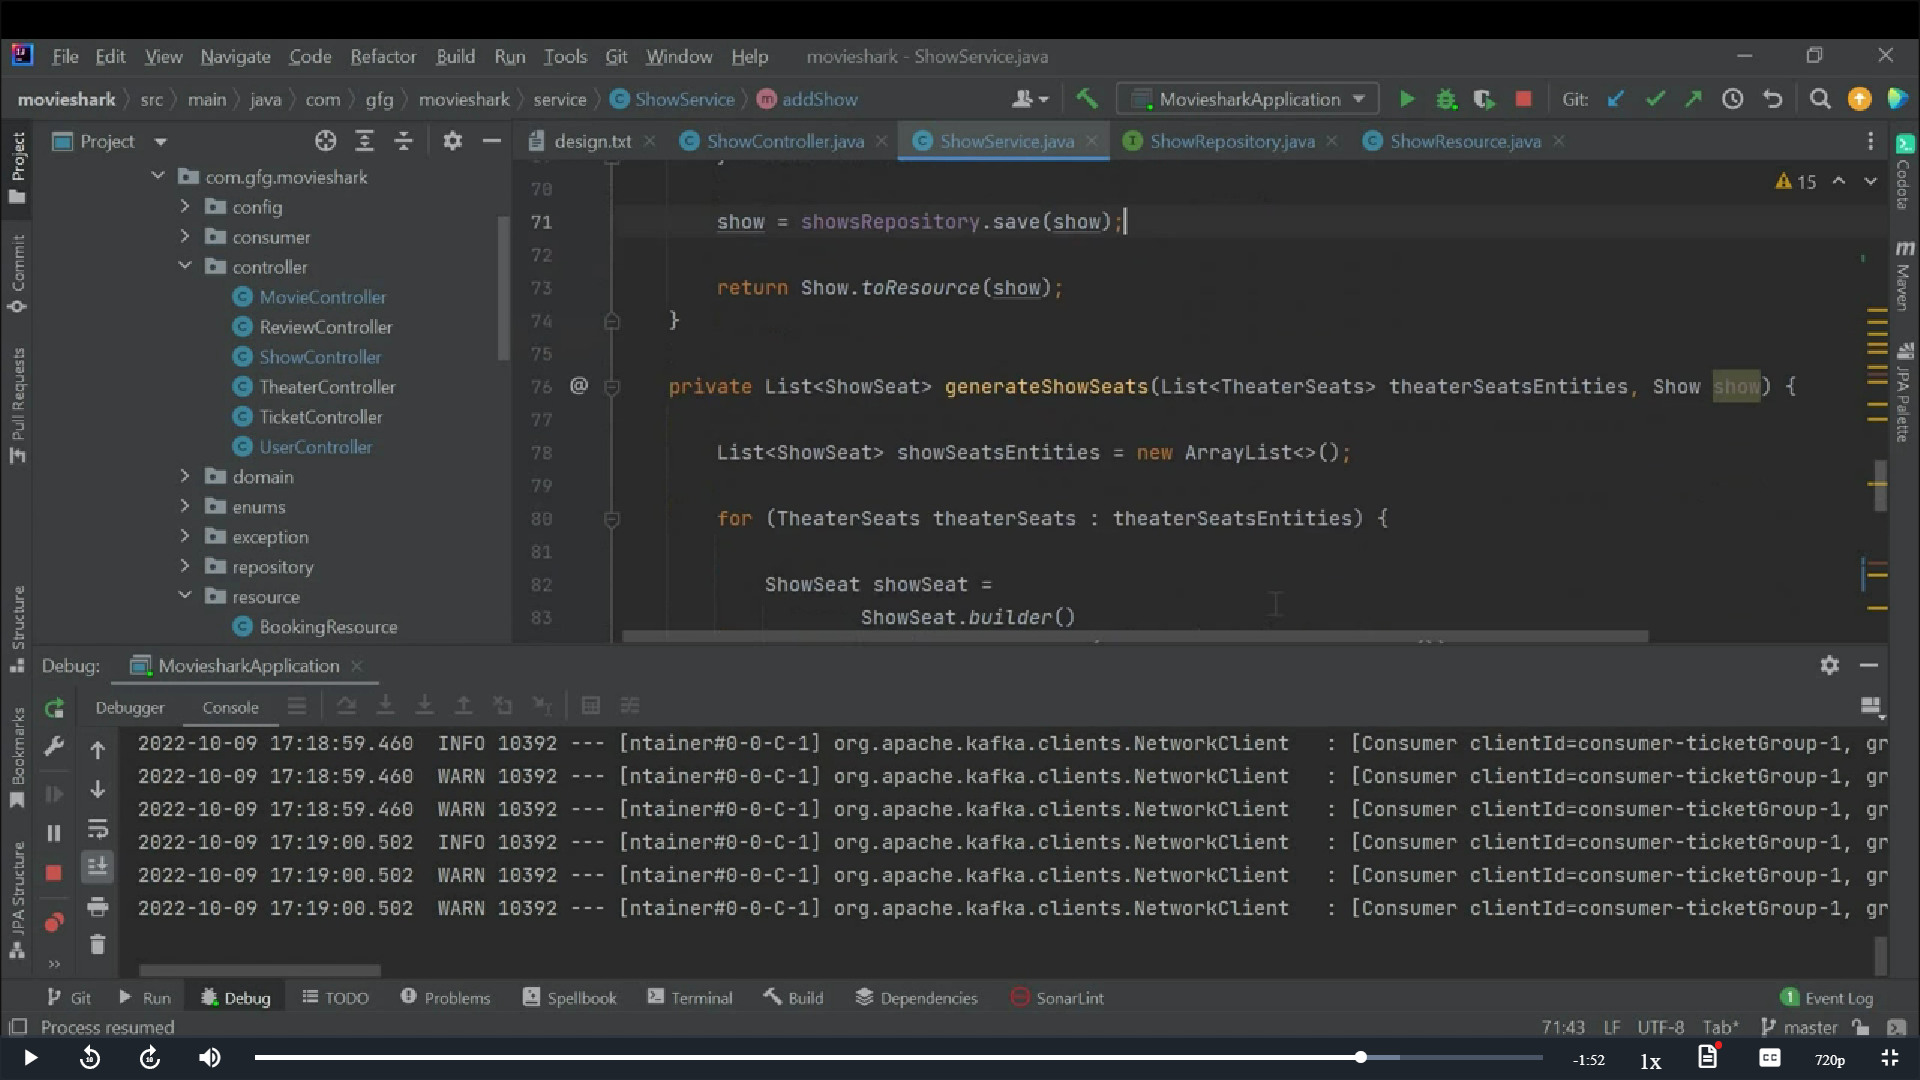 File Edit View Navigate Code Refactor Build Run Tools Git Window Help movieshark - ShowService.java
movieshark src main java com gfg movieshark service ShowService addShow MoviesharkApplication Git:
Project
design.txt ShowController.java ShowService.java ShowRepository.java ShowResource.java
com.gfg.movieshark
config
consumer
controller
MovieController
ReviewController
ShowController
TheaterController
TicketController
UserController
domain
enums
exception
repository
resource
BookingResource
15
70
71 show = showsRepository.save(show);
72
73 return Show.toResource(show);
74 }
75
76 @ private List<ShowSeat> generateShowSeats(List<TheaterSeats> theaterSeatsEntities, Show show) {
77
78 List<ShowSeat> showSeatsEntities = new ArrayList<>();
79
80 for (TheaterSeats theaterSeats : theaterSeatsEntities) {
81
82 ShowSeat showSeat =
83 ShowSeat.builder()
Project
Commit
Pull Requests
Structure
Bookmarks
JPA Structure
Codota
Maven
JPA Palette
Debug: MoviesharkApplication
Debugger Console
2022-10-09 17:18:59.460 INFO 10392 --- [ntainer#0-0-C-1] org.apache.kafka.clients.NetworkClient : [Consumer clientId=consumer-ticketGroup-1, gr
2022-10-09 17:18:59.460 WARN 10392 --- [ntainer#0-0-C-1] org.apache.kafka.clients.NetworkClient : [Consumer clientId=consumer-ticketGroup-1, gr
2022-10-09 17:18:59.460 WARN 10392 --- [ntainer#0-0-C-1] org.apache.kafka.clients.NetworkClient : [Consumer clientId=consumer-ticketGroup-1, gr
2022-10-09 17:19:00.502 INFO 10392 --- [ntainer#0-0-C-1] org.apache.kafka.clients.NetworkClient : [Consumer clientId=consumer-ticketGroup-1, gr
2022-10-09 17:19:00.502 WARN 10392 --- [ntainer#0-0-C-1] org.apache.kafka.clients.NetworkClient : [Consumer clientId=consumer-ticketGroup-1, gr
2022-10-09 17:19:00.502 WARN 10392 --- [ntainer#0-0-C-1] org.apache.kafka.clients.NetworkClient : [Consumer clientId=consumer-ticketGroup-1, gr
Git Run Debug TODO Problems Spellbook Terminal Build Dependencies SonarLint 1 Event Log
Process resumed 71:43 LF UTF-8 Tab* master
10 10 -1:52 1x CC 720p